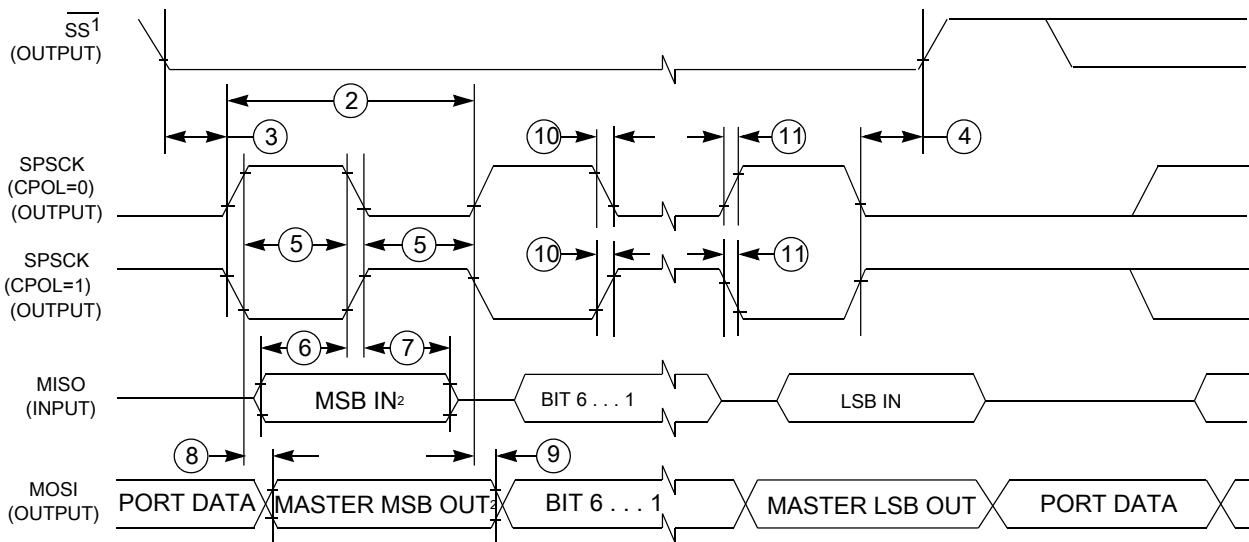 SS1
(OUTPUT)
2
3
10
11
4
SPSCK
(CPOL=0)
(OUTPUT)
5
5
SPSCK
(CPOL=1)
(OUTPUT)
10
11
6
7
MISO
(INPUT)
MSB IN2
BIT 6 . . . 1
LSB IN
8
9
MOSI
(OUTPUT)
PORT DATA
MASTER MSB OUT2
BIT 6 . . . 1
MASTER LSB OUT
PORT DATA